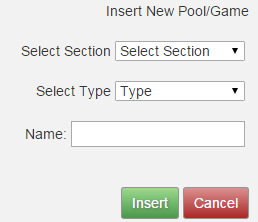 Insert New Pool/Game
Select Section Select Section
Select Type Type
Name:
Insert Cancel